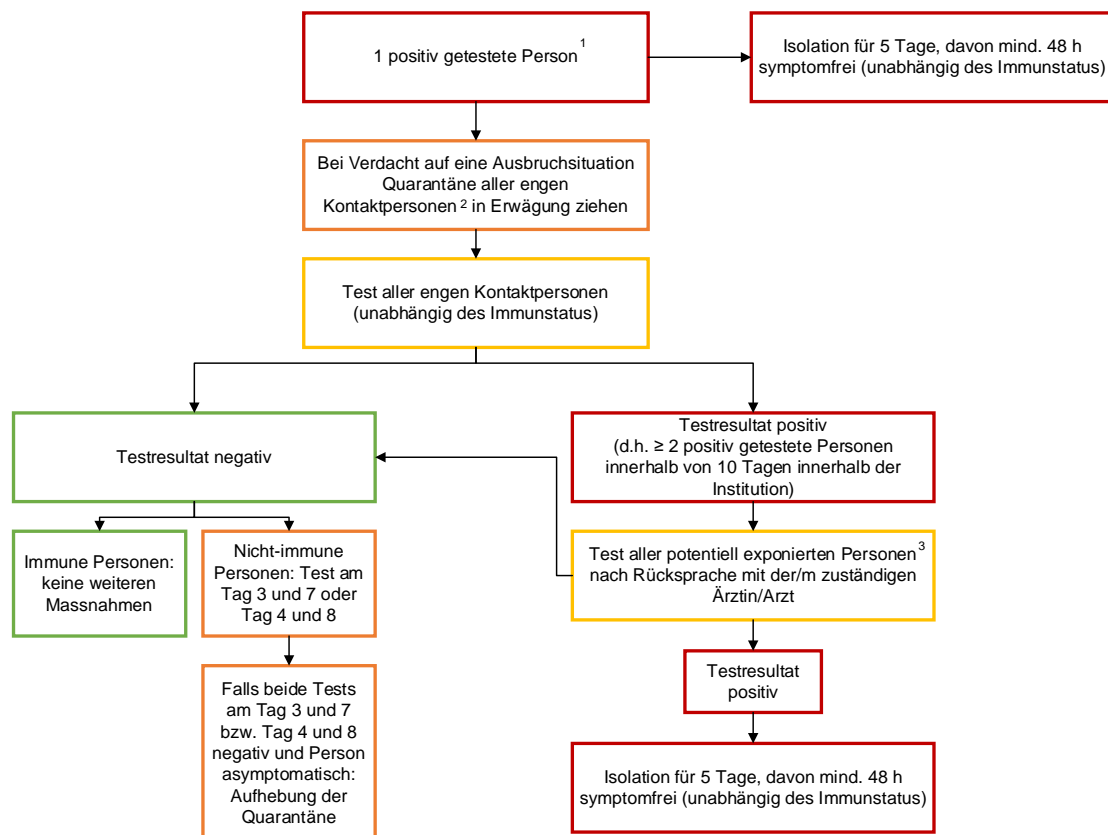 1 positiv getestete Person 1
Isolation für 5 Tage, davon mind. 48 h
symptomfrei (unabhängig des Immunstatus)
Bei Verdacht auf eine Ausbruchsituation
Quarantäne aller engen
Kontaktpersonen 2 in Erwägung ziehen
Test aller engen Kontaktpersonen
(unabhängig des Immunstatus)
Testresultat negativ
Testresultat positiv
(d.h. ≥ 2 positiv getestete Personen
innerhalb von 10 Tagen innerhalb der
Institution)
Immune Personen:
keine weiteren
Massnahmen
Nicht-immune
Personen: Test am
Tag 3 und 7 oder
Tag 4 und 8
Test aller potentiell exponierten Personen 3
nach Rücksprache mit der/m zuständigen
Ärztin/Arzt
Falls beide Tests
am Tag 3 und 7
bzw. Tag 4 und 8
negativ und Person
asymptomatisch:
Aufhebung der
Quarantäne
Testresultat
positiv
Isolation für 5 Tage, davon mind. 48 h
symptomfrei (unabhängig des Immunstatus)